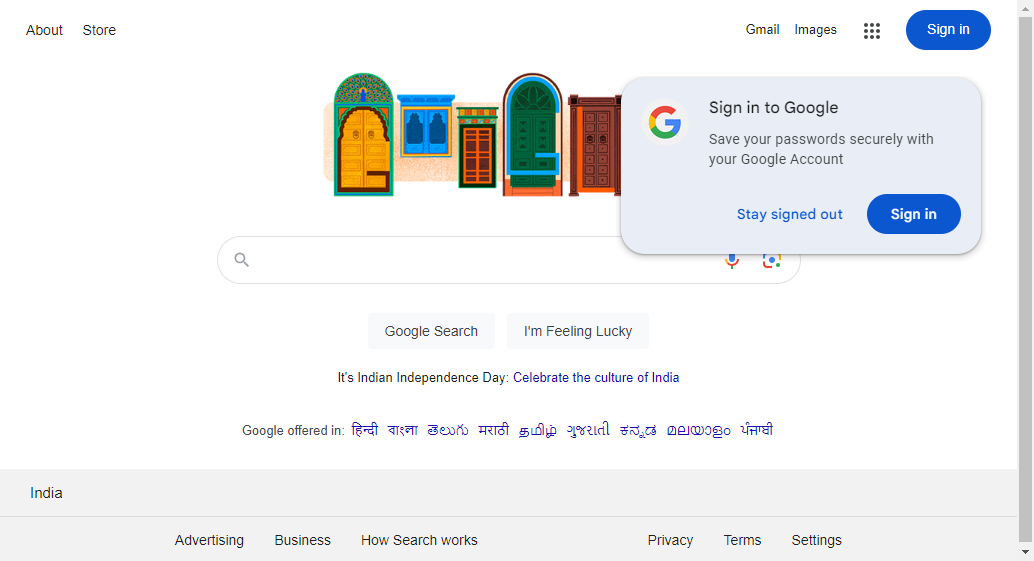 About Store
Gmail Images Sign in
Sign in to Google
Save your passwords securely with
your Google Account
Stay signed out Sign in
Google Search I'm Feeling Lucky
It's Indian Independence Day: Celebrate the culture of India
Google offered in: हिन्दी বাংলা తెలుగు मराठी தமிழ் ગુજરાતી ಕನ್ನಡ മലയാളം ਪੰਜਾਬੀ
India
Advertising Business How Search works Privacy Terms Settings